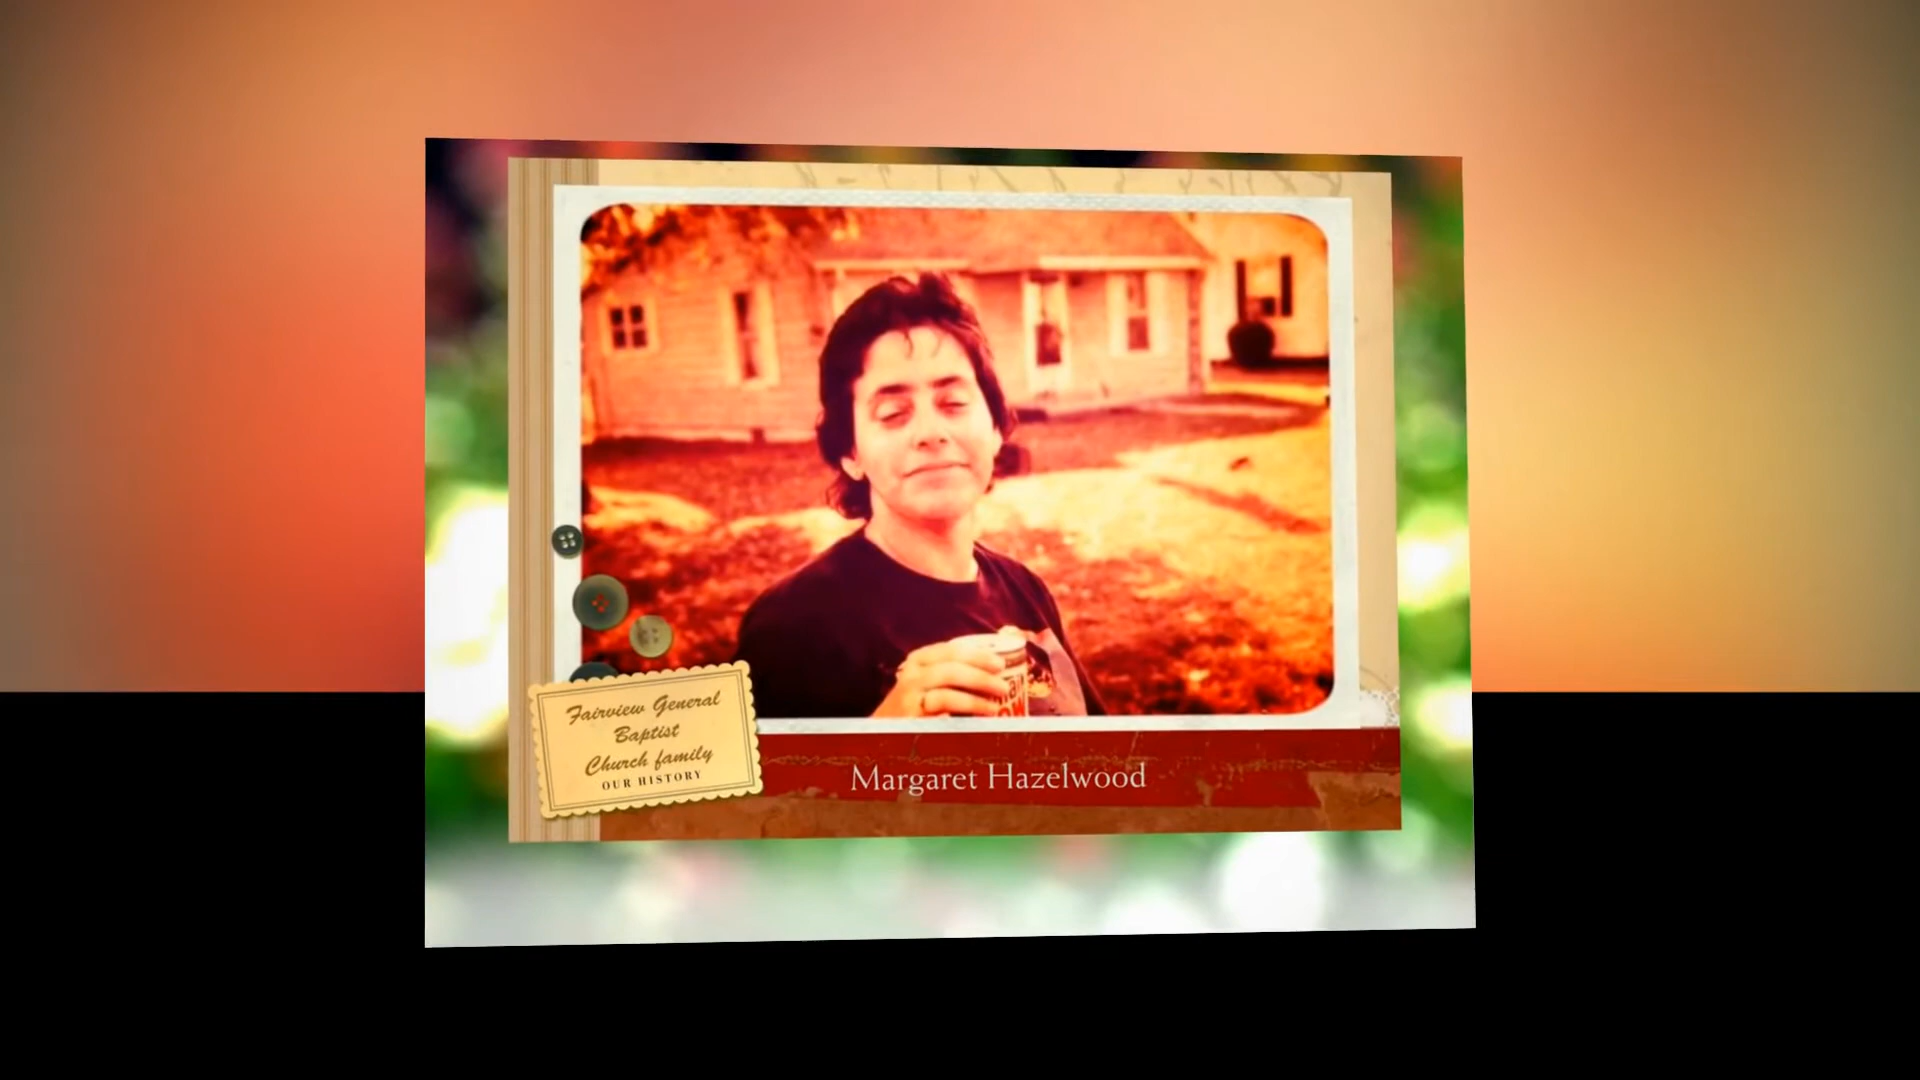 Fairview General
Baptist
Church family
OUR HISTORY
Margaret Hazelwood